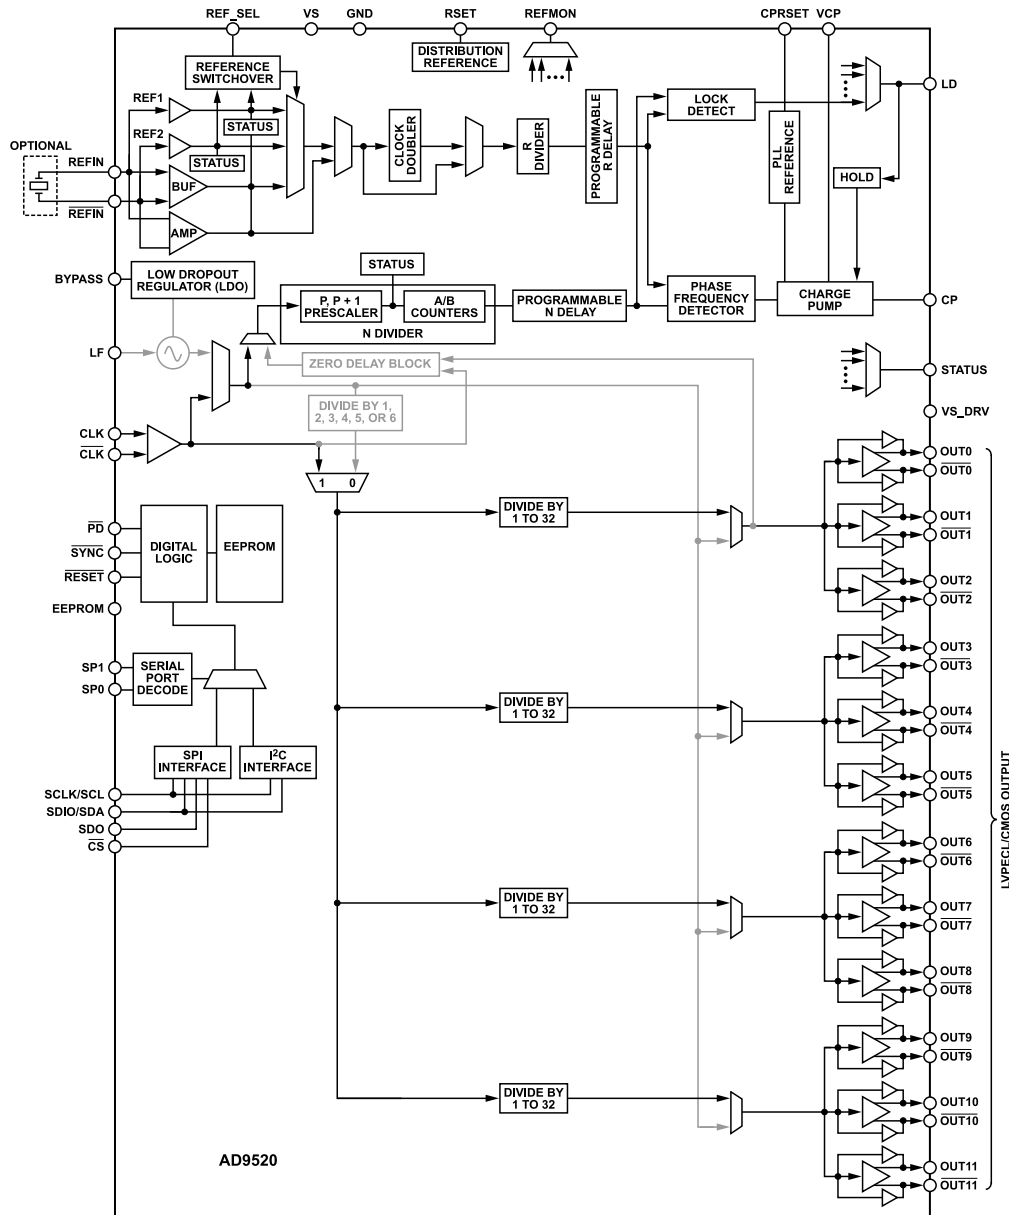 REF_SEL VS GND RSET REFMON CPRSET VCP
DISTRIBUTION
REFERENCE
REFERENCE
SWITCHOVER
REF1
REF2
STATUS
STATUS
OPTIONAL
REFIN
REFIN
BUF
AMP
CLOCK
DOUBLER
R
DIVIDER
PROGRAMMABLE
R DELAY
LOCK
DETECT
PLL
REFERENCE
HOLD
LD
BYPASS
LOW DROPOUT
REGULATOR (LDO)
STATUS
P, P + 1
PRESCALER
A/B
COUNTERS
N DIVIDER
PROGRAMMABLE
N DELAY
PHASE
FREQUENCY
DETECTOR
CHARGE
PUMP
CP
LF
ZERO DELAY BLOCK
DIVIDE BY 1,
2, 3, 4, 5, OR 6
STATUS
VS_DRV
CLK
CLK
1 0
PD
SYNC
RESET
EEPROM
DIGITAL
LOGIC
EEPROM
SP1
SP0
SERIAL
PORT
DECODE
SPI
INTERFACE
I2C
INTERFACE
SCLK/SCL
SDIO/SDA
SDO
CS
DIVIDE BY
1 TO 32
DIVIDE BY
1 TO 32
DIVIDE BY
1 TO 32
DIVIDE BY
1 TO 32
OUT0
OUT0
OUT1
OUT1
OUT2
OUT2
OUT3
OUT3
OUT4
OUT4
OUT5
OUT5
OUT6
OUT6
OUT7
OUT7
OUT8
OUT8
OUT9
OUT9
OUT10
OUT10
OUT11
OUT11
LVPECL/CMOS OUTPUT
AD9520